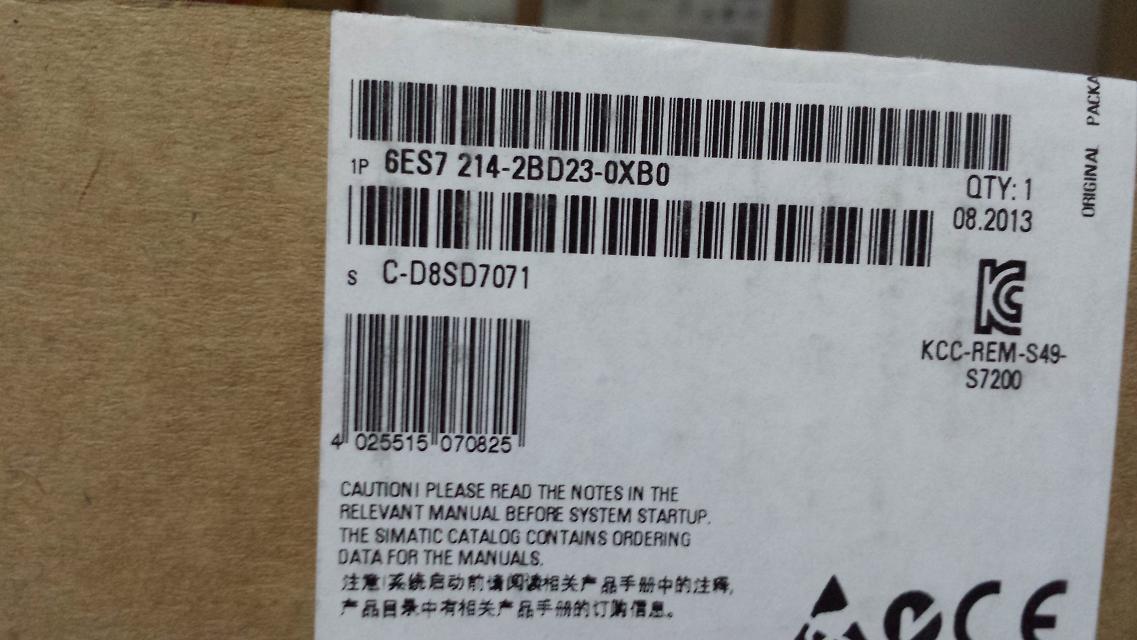 1P 6ES7 214-2BD23-0XB0
QTY: 1
08.2013
S C-D8SD7071
KCC-REM-S49-
S7200
4 025515 070825
CAUTION! PLEASE READ THE NOTES IN THE
RELEVANT MANUAL BEFORE SYSTEM STARTUP.
THE SIMATIC CATALOG CONTAINS ORDERING
DATA FOR THE MANUALS.
注意!系统启动前请阅读相关产品手册中的注释,
产品目录中有相关产品手册的订购信息。
ORIGINAL PACKA
CE